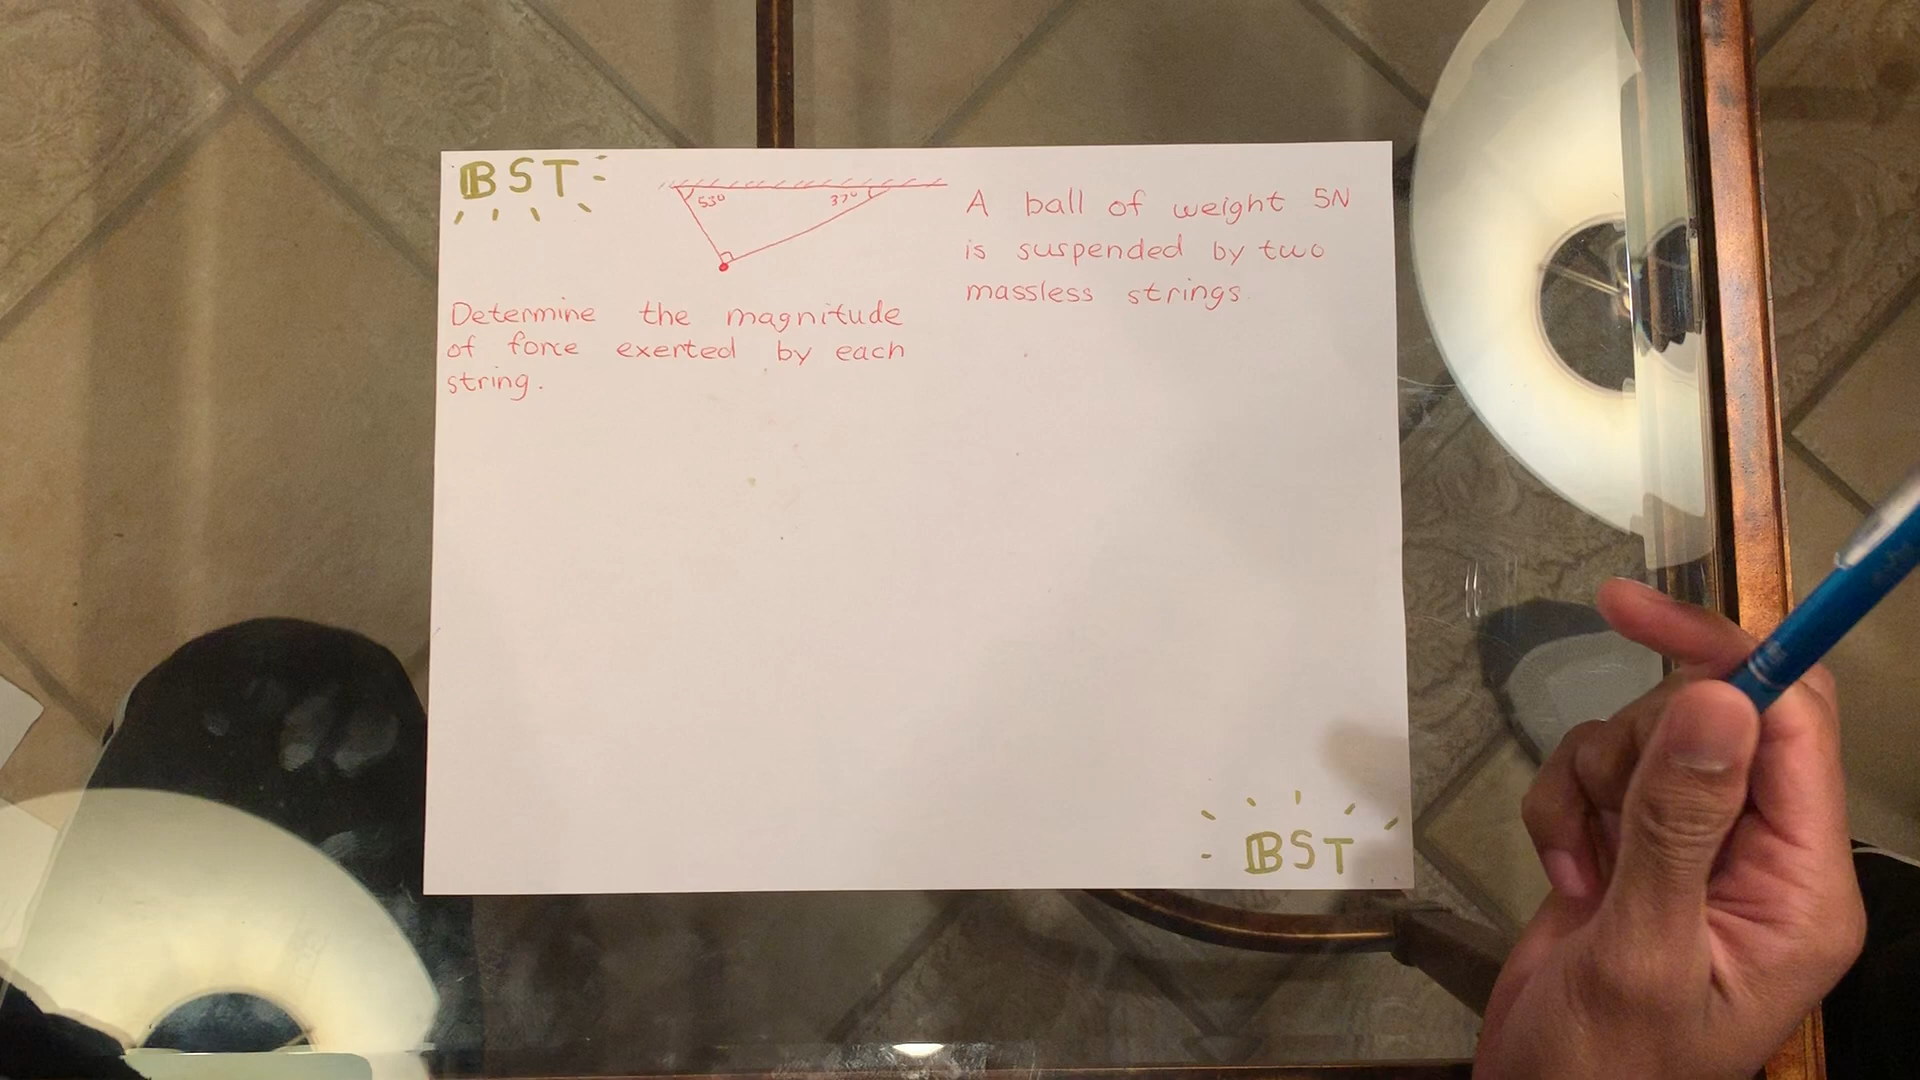 BST
53° 37°
A ball of weight 5N
is suspended by two
massless strings.
Determine the magnitude
of force exerted by each
string.
BST